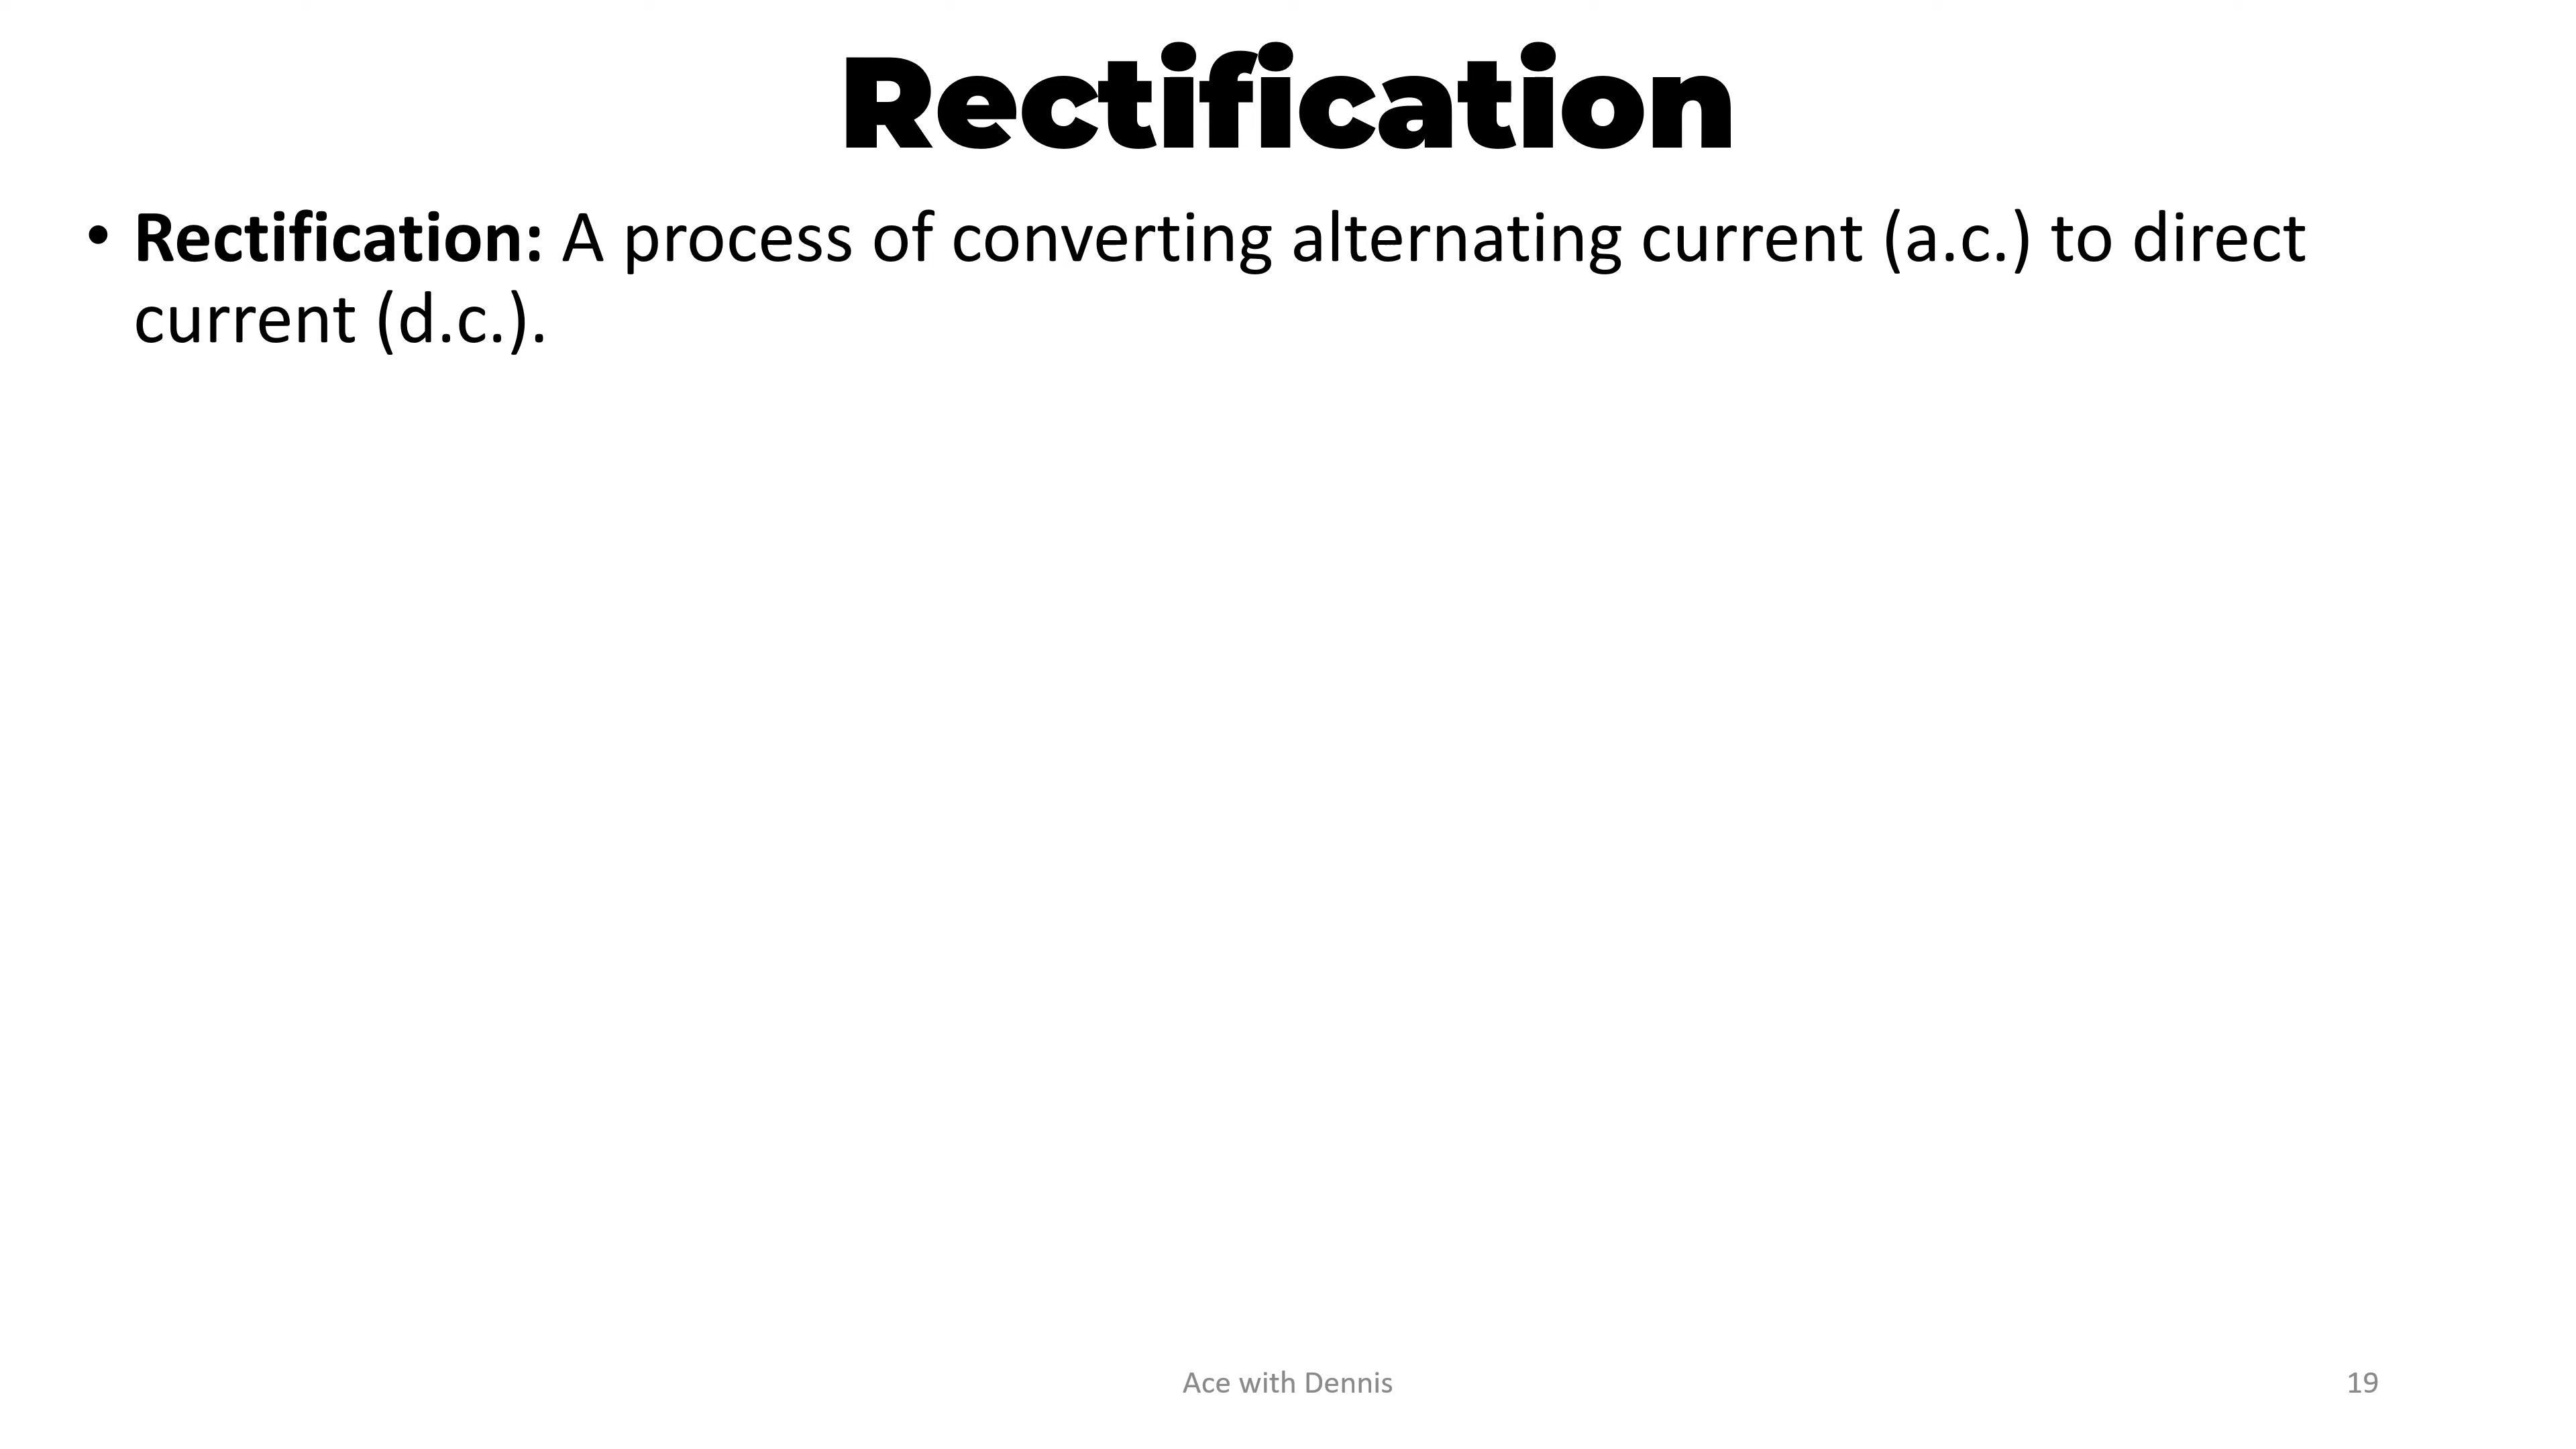 Rectification
• Rectification: A process of converting alternating current (a.c.) to direct
current (d.c.).
Ace with Dennis
19